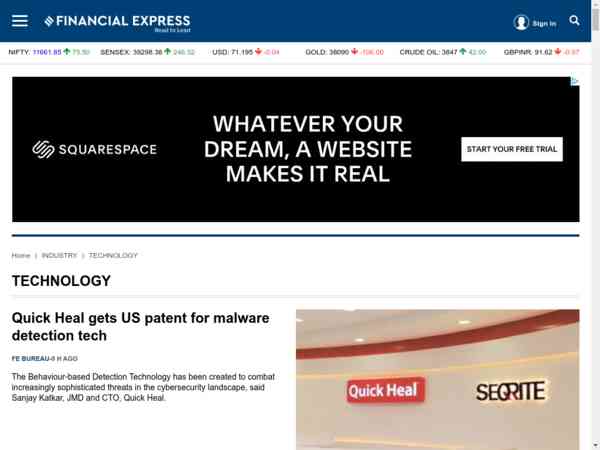 FINANCIAL EXPRESS
Read to Lead
Sign In
NIFTY: 11661.85 75.50 SENSEX: 39298.38 246.32 USD: 71.195 -0.04 GOLD: 38090 -106.00 CRUDE OIL: 3847 42.00 GBPINR: 91.62 -0.97
SQUARESPACE
WHATEVER YOUR
DREAM, A WEBSITE
MAKES IT REAL
START YOUR FREE TRIAL
Home | INDUSTRY | TECHNOLOGY
TECHNOLOGY
Quick Heal gets US patent for malware
detection tech
FE BUREAU-8 H AGO
The Behaviour-based Detection Technology has been created to combat
increasingly sophisticated threats in the cybersecurity landscape, said
Sanjay Katkar, JMD and CTO, Quick Heal.
Quick Heal
SEQRITE